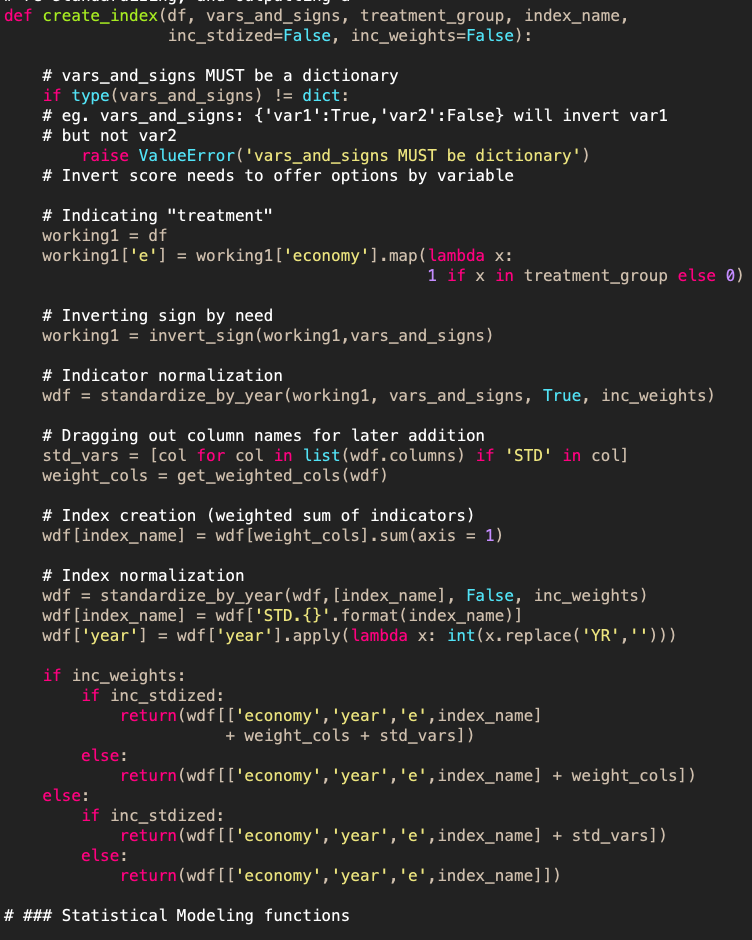 def create_index(df, vars_and_signs, treatment_group, index_name,
                 inc_stdized=False, inc_weights=False):

    # vars_and_signs MUST be a dictionary
    if type(vars_and_signs) != dict:
    # eg. vars_and_signs: {'var1':True,'var2':False} will invert var1
    # but not var2
        raise ValueError('vars_and_signs MUST be dictionary')
    # Invert score needs to offer options by variable

    # Indicating "treatment"
    working1 = df
    working1['e'] = working1['economy'].map(lambda x:
                                            1 if x in treatment_group else 0)

    # Inverting sign by need
    working1 = invert_sign(working1,vars_and_signs)

    # Indicator normalization
    wdf = standardize_by_year(working1, vars_and_signs, True, inc_weights)

    # Dragging out column names for later addition
    std_vars = [col for col in list(wdf.columns) if 'STD' in col]
    weight_cols = get_weighted_cols(wdf)

    # Index creation (weighted sum of indicators)
    wdf[index_name] = wdf[weight_cols].sum(axis = 1)

    # Index normalization
    wdf = standardize_by_year(wdf,[index_name], False, inc_weights)
    wdf[index_name] = wdf['STD.{}'.format(index_name)]
    wdf['year'] = wdf['year'].apply(lambda x: int(x.replace('YR','')))

    if inc_weights:
        if inc_stdized:
            return(wdf[['economy','year','e',index_name]
                       + weight_cols + std_vars])
        else:
            return(wdf[['economy','year','e',index_name] + weight_cols])
    else:
        if inc_stdized:
            return(wdf[['economy','year','e',index_name] + std_vars])
        else:
            return(wdf[['economy','year','e',index_name]])

# ### Statistical Modeling functions